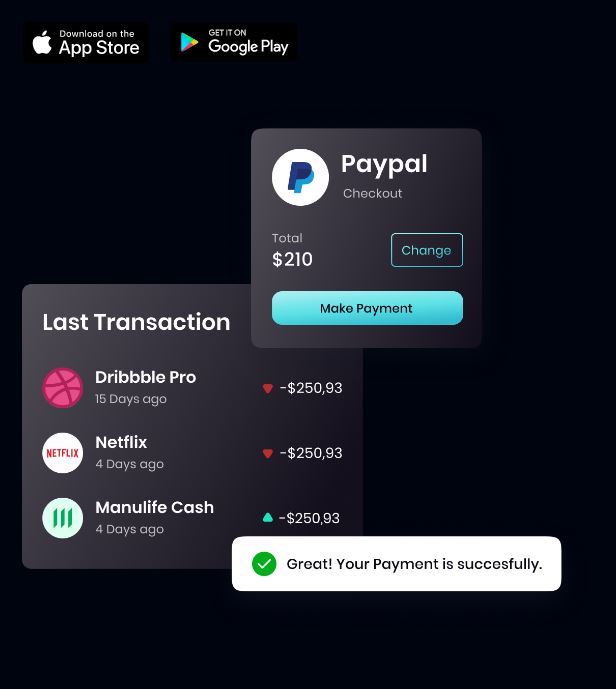 Download on the
App Store
GET IT ON
Google Play
Paypal
Checkout
Total
$210
Change
Make Payment
Last Transaction
Dribbble Pro
15 Days ago
-$250,93
NETFLIX
Netflix
4 Days ago
-$250,93
Manulife Cash
4 Days ago
-$250,93
Great! Your Payment is succesfully.